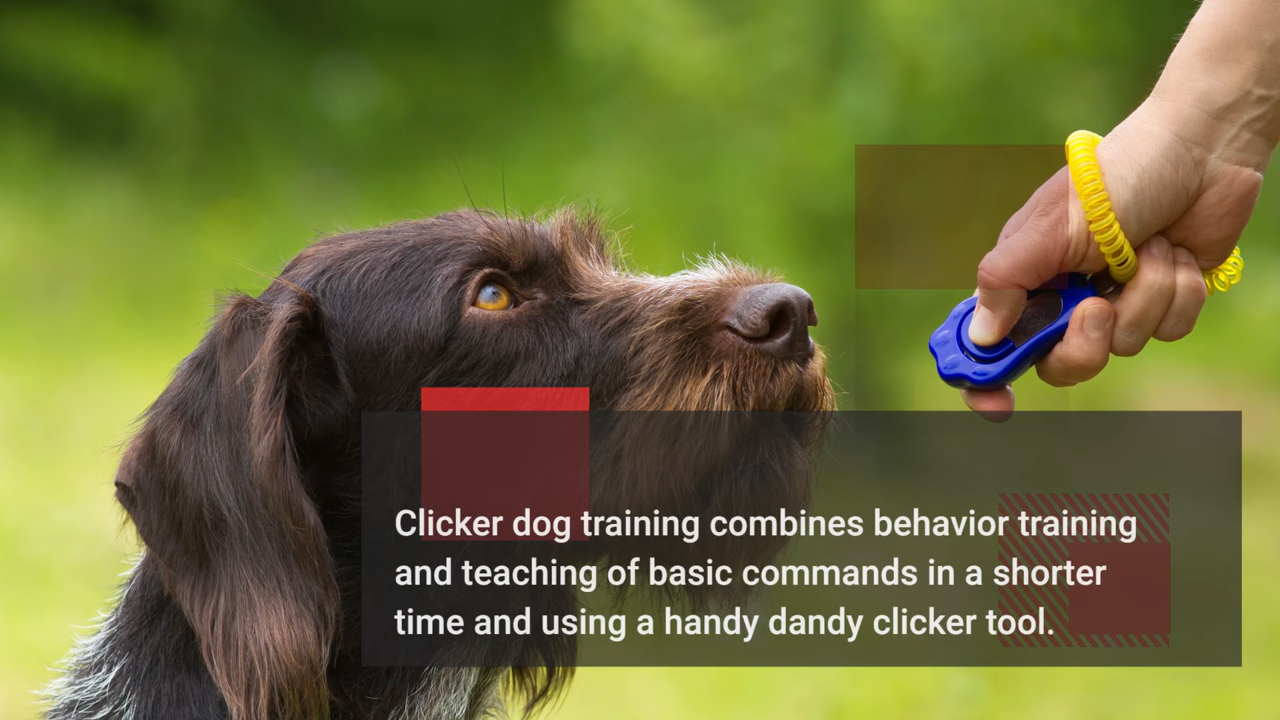 Clicker dog training combines behavior training
and teaching of basic commands in a shorter
time and using a handy dandy clicker tool.